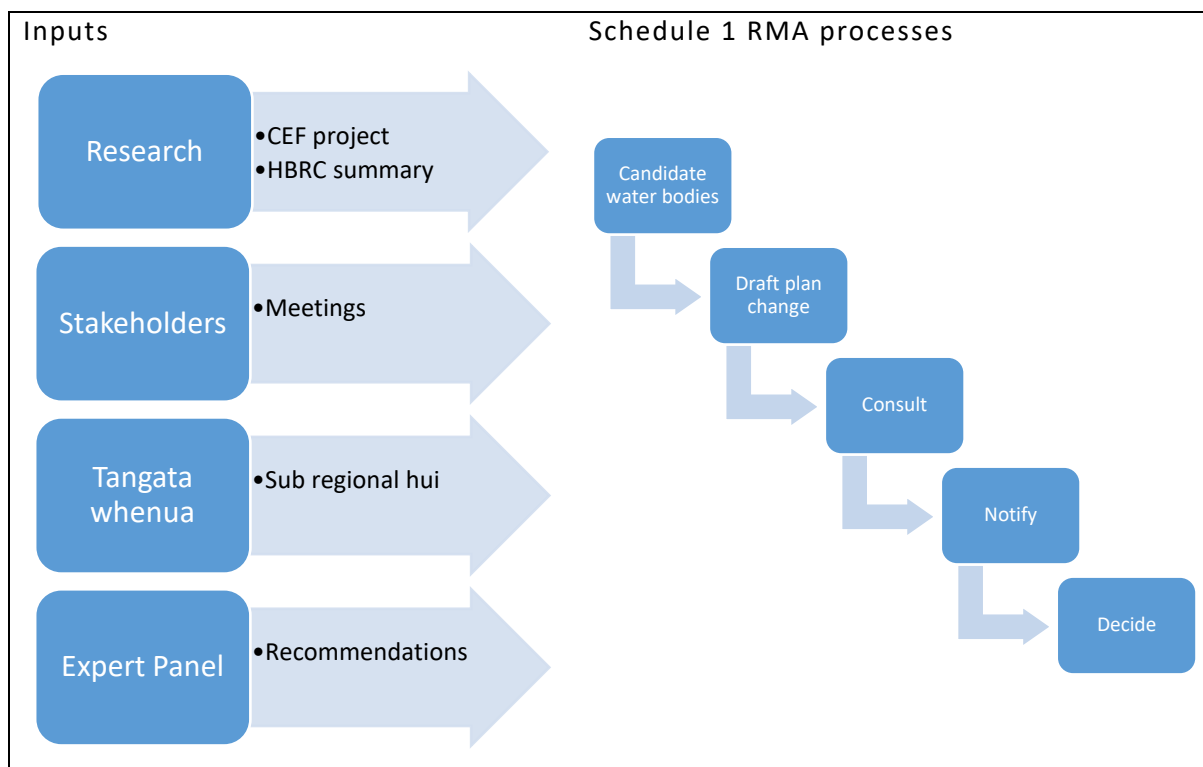 Inputs
Research
•CEF project
•HBRC summary
Stakeholders
•Meetings
Tangata
whenua
•Sub regional hui
Expert Panel
•Recommendations
Schedule 1 RMA processes
Candidate
water bodies
Draft plan
change
Consult
Notify
Decide